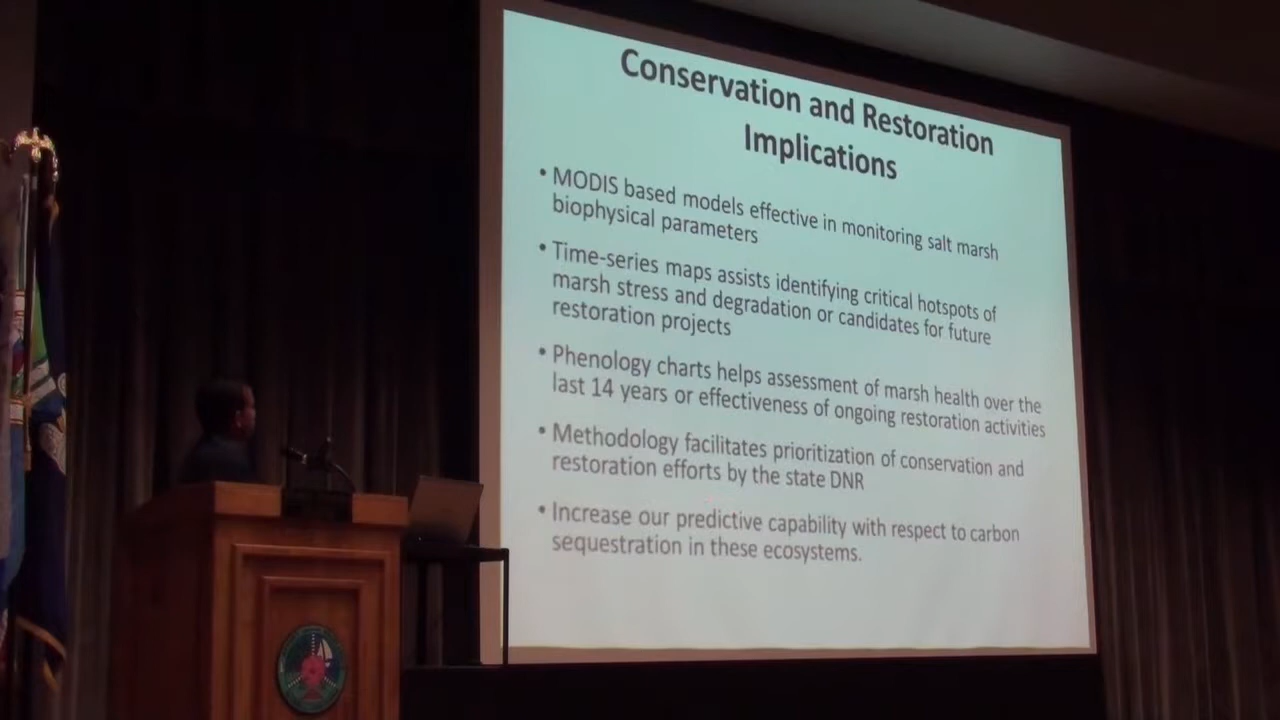 Conservation and Restoration
Implications
• MODIS based models effective in monitoring salt marsh
biophysical parameters
• Time-series maps assists identifying critical hotspots of
marsh stress and degradation or candidates for future
restoration projects
• Phenology charts helps assessment of marsh health over the
last 14 years or effectiveness of ongoing restoration activities
• Methodology facilitates prioritization of conservation and
restoration efforts by the state DNR
• Increase our predictive capability with respect to carbon
sequestration in these ecosystems.